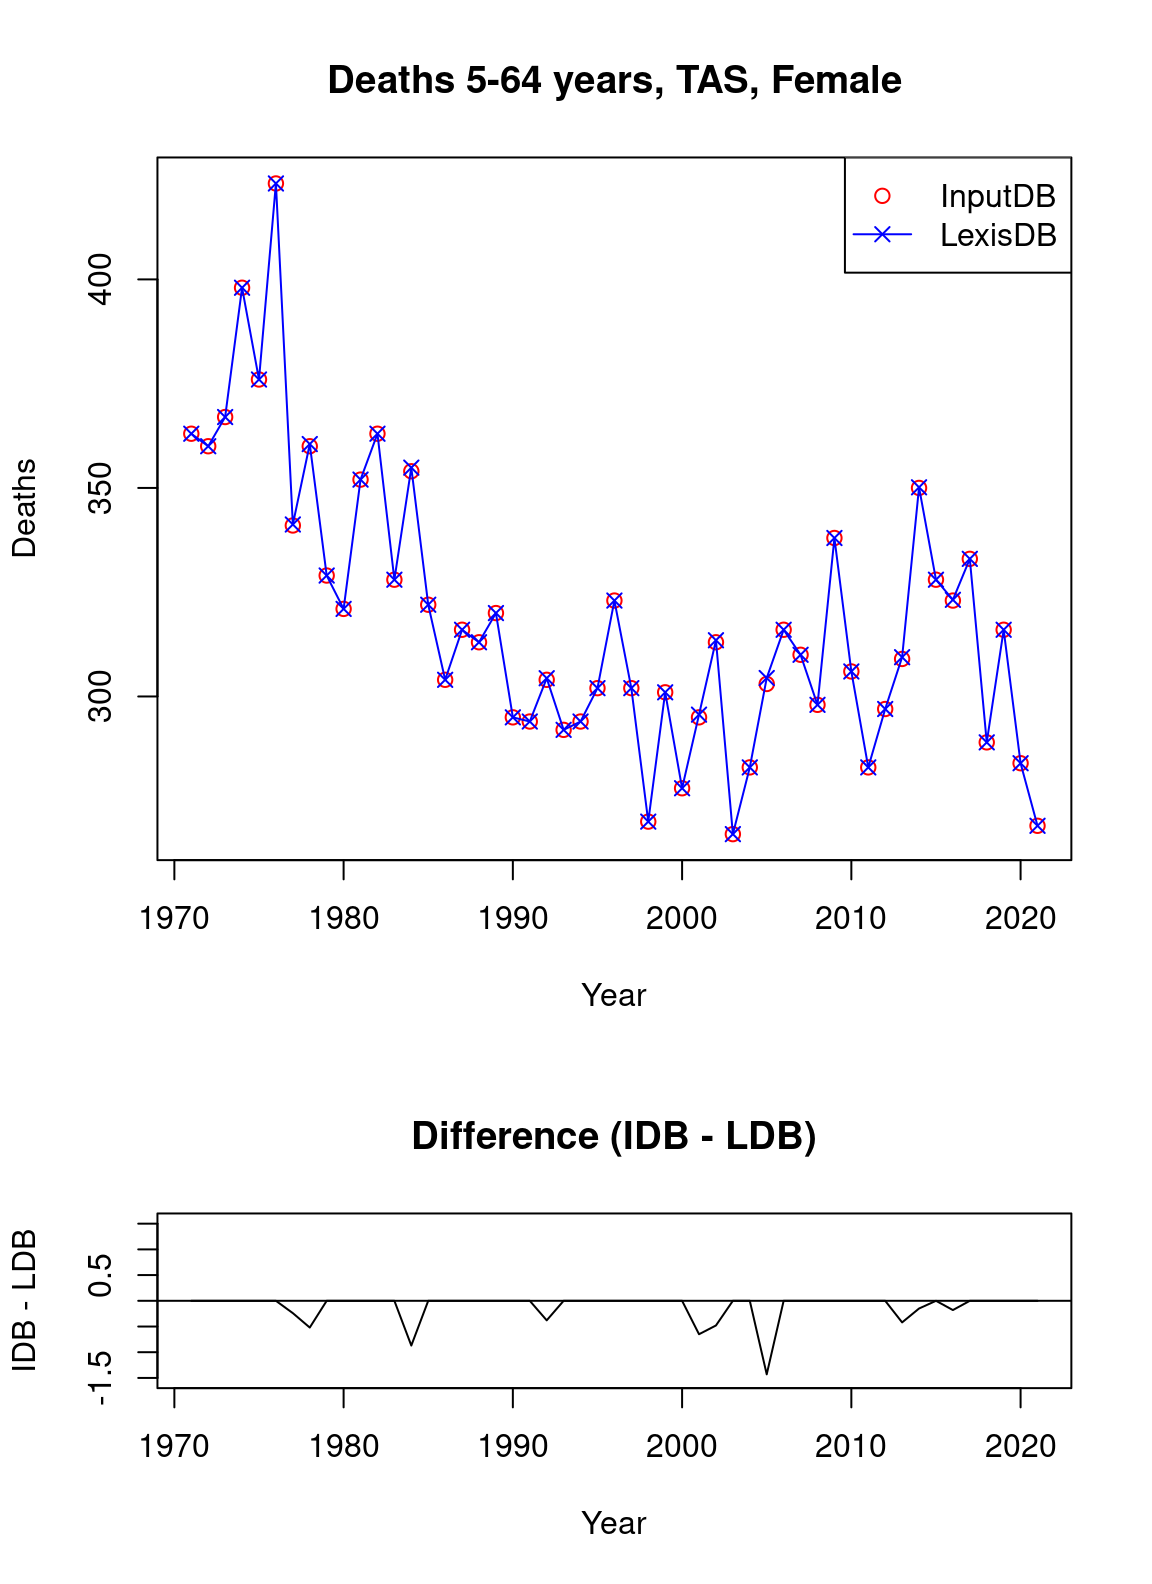 Deaths 5-64 years, TAS, Female
InputDB
LexisDB
Deaths
400
350
300
1970 1980 1990 2000 2010 2020
Year
Difference (IDB - LDB)
IDB - LDB
0.5
-1.5
1970 1980 1990 2000 2010 2020
Year